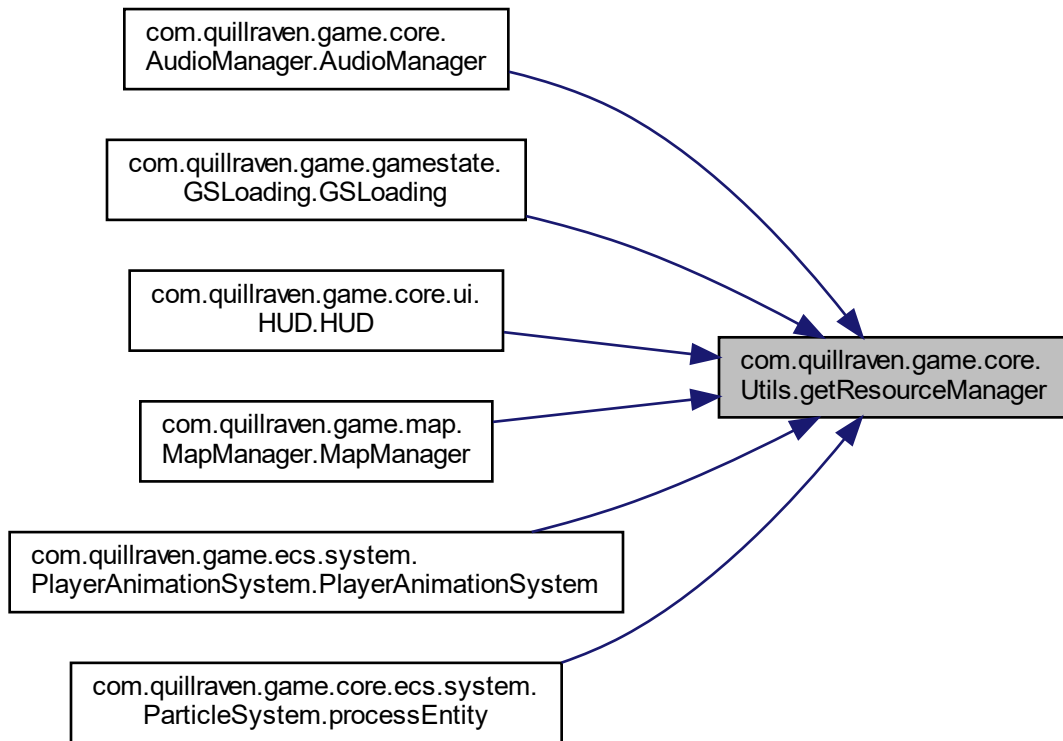 com.quillraven.game.core.
AudioManager.AudioManager
com.quillraven.game.gamestate.
GSLoading.GSLoading
com.quillraven.game.core.ui.
HUD.HUD
com.quillraven.game.core.
Utils.getResourceManager
com.quillraven.game.map.
MapManager.MapManager
com.quillraven.game.ecs.system.
PlayerAnimationSystem.PlayerAnimationSystem
com.quillraven.game.core.ecs.system.
ParticleSystem.processEntity